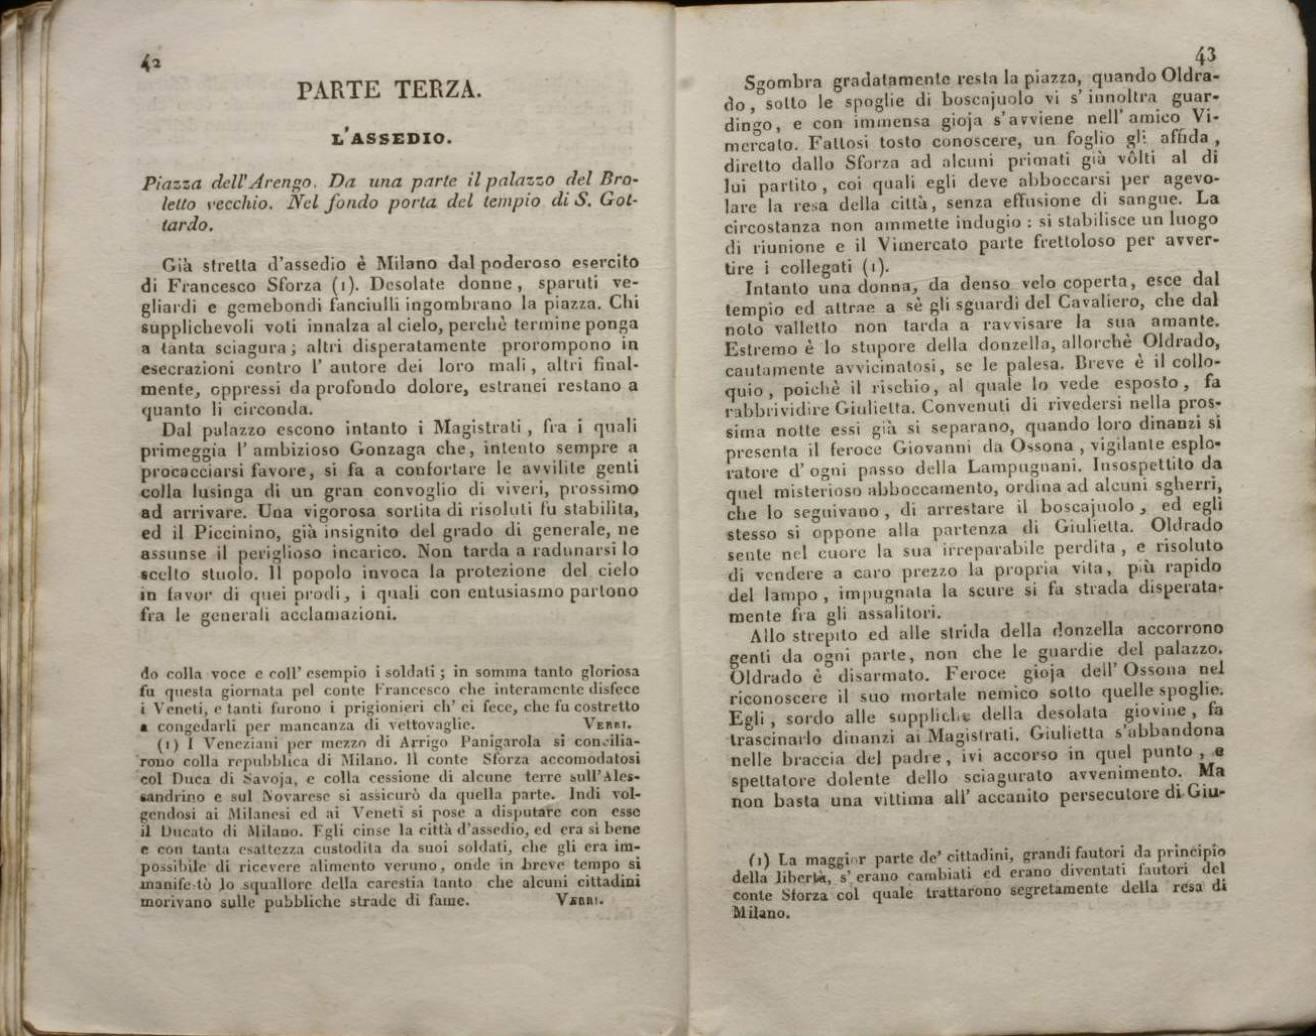 42
PARTE TERZA.
L'ASSEDIO.
Piazza dell'Arengo. Da una parte il palazzo del Bro-
letto vecchio. Nel fondo porta del tempio di S. Got-
tardo.
Già stretta d'assedio è Milano dal poderoso esercito
di Francesco Sforza (1). Desolate donne, sparuti ve-
gliardi e gemebondi fanciulli ingombrano la piazza. Chi
supplichevoli voti innalza al cielo, perchè termine ponga
a tanta sciagura; altri disperatamente prorompono in
esecrazioni contro l' autore dei loro mali, altri final-
mente, oppressi da profondo dolore, estranei restano a
quanto li circonda.
Dal palazzo escono intanto i Magistrati, fra i quali
primeggia l' ambizioso Gonzaga che, intento sempre a
procacciarsi favore, si fa a confortare le avvilite genti
colla lusinga di un gran convoglio di viveri, prossimo
ad arrivare. Una vigorosa sortita di risoluti fu stabilita,
ed il Piccinino, già insignito del grado di generale, ne
assunse il periglioso incarico. Non tarda a radunarsi lo
scelto stuolo. Il popolo invoca la protezione del cielo
in favor di quei prodi, i quali con entusiasmo partono
fra le generali acclamazioni.
do colla voce e coll' esempio i soldati; in somma tanto gloriosa
fu questa giornata pel conte Francesco che interamente disfece
i Veneti, e tanti furono i prigionieri ch' ei fece, che fu costretto
a congedarli per mancanza di vettovaglie. VERRI.
(1) I Veneziani per mezzo di Arrigo Panigarola si concilia-
rono colla repubblica di Milano. Il conte Sforza accomodatosi
col Duca di Savoja, e colla cessione di alcune terre sull'Ales-
sandrino e sul Novarese si assicurò da quella parte. Indi vol-
gendosi ai Milanesi ed ai Veneti si pose a disputare con esse
il Ducato di Milano. Egli cinse la città d'assedio, ed era si bene
e con tanta esattezza custodita da suoi soldati, che gli era im-
possibile di ricevere alimento veruno, onde in breve tempo si
manifestò lo squallore della carestia tanto che alcuni cittadini
morivano sulle pubbliche strade di fame. VERRI.
43
Sgombra gradatamente resta la piazza, quando Oldra-
do, sotto le spoglie di boscajuolo vi s' innoltra guar-
dingo, e con immensa gioja s'avviene nell' amico Vi-
mercato. Fattosi tosto conoscere, un foglio gli affida,
diretto dallo Sforza ad alcuni primati già vôlti al di
lui partito, coi quali egli deve abboccarsi per agevo-
lare la resa della città, senza effusione di sangue. La
circostanza non ammette indugio: si stabilisce un luogo
di riunione e il Vimercato parte frettoloso per avver-
tire i collegati (1).
Intanto una donna, da denso velo coperta, esce dal
tempio ed attrae a sè gli sguardi del Cavaliero, che dal
noto valletto non tarda a ravvisare la sua amante.
Estremo è lo stupore della donzella, allorchè Oldrado,
cautamente avvicinatosi, se le palesa. Breve è il collo-
quio, poichè il rischio, al quale lo vede esposto, fa
rabbrividire Giulietta. Convenuti di rivedersi nella pros-
sima notte essi già si separano, quando loro dinanzi si
presenta il feroce Giovanni da Ossona, vigilante esplo-
ratore d' ogni passo della Lampugnani. Insospettito da
quel misterioso abboccamento, ordina ad alcuni sgherri,
che lo seguivano, di arrestare il boscajuolo, ed egli
stesso si oppone alla partenza di Giulietta. Oldrado
sente nel cuore la sua irreparabile perdita, e risoluto
di vendere a caro prezzo la propria vita, più rapido
del lampo, impugnata la scure si fa strada disperata-
mente fra gli assalitori.
Allo strepito ed alle strida della donzella accorrono
genti da ogni parte, non che le guardie del palazzo.
Oldrado è disarmato. Feroce gioja dell' Ossona nel
riconoscere il suo mortale nemico sotto quelle spoglie.
Egli, sordo alle suppliche della desolata giovine, fa
trascinarlo dinanzi ai Magistrati. Giulietta s'abbandona
nelle braccia del padre, ivi accorso in quel punto, e
spettatore dolente dello sciagurato avvenimento. Ma
non basta una vittima all' accanito persecutore di Giu-
(1) La maggior parte de' cittadini, grandi fautori da principio
della libertà, s' erano cambiati ed erano diventati fautori del
conte Sforza col quale trattarono segretamente della resa di
Milano.